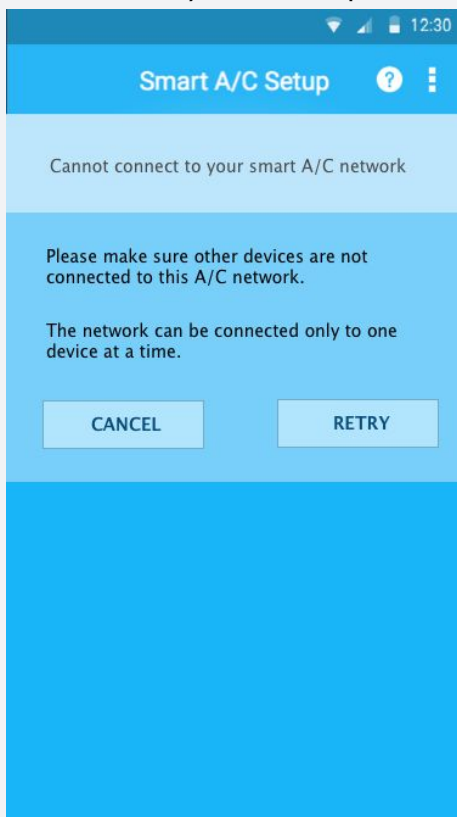 12:30
Smart A/C Setup ?
Cannot connect to your smart A/C network
Please make sure other devices are not
connected to this A/C network.
The network can be connected only to one
device at a time.
CANCEL RETRY